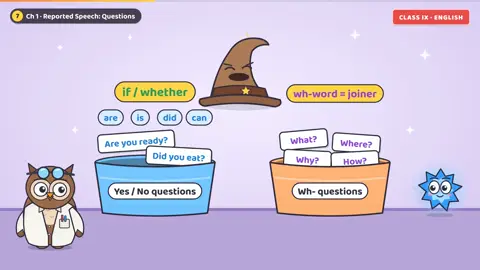 7 Ch 1 · Reported Speech: Questions
CLASS IX · ENGLISH
if / whether
wh-word = joiner
are is did can
Are you ready?
Did you eat?
What? Where?
Why? How?
Yes / No questions
Wh- questions